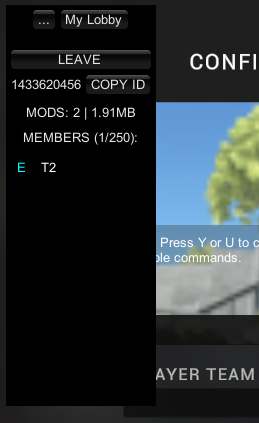 ... My Lobby
LEAVE
1433620456 COPY ID
MODS: 2 | 1.91MB
MEMBERS (1/250):
E T2
CONFI
Press Y or U to c
ble commands.
AYER TEAM